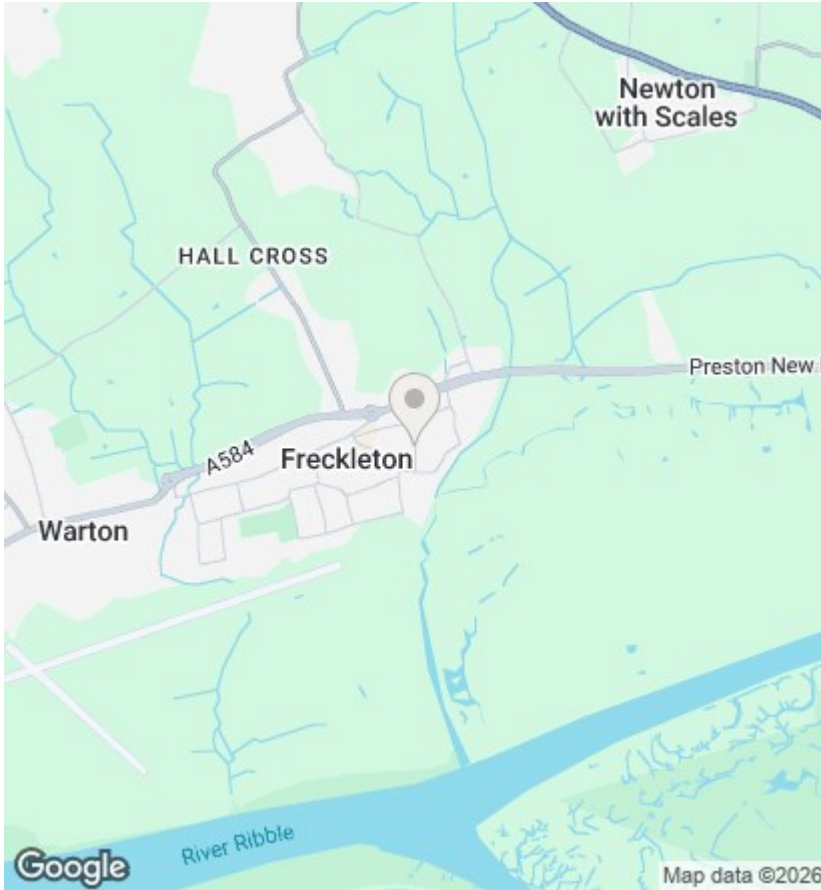 Newton
with Scales
HALL CROSS
Preston New
A584
Freckleton
Warton
River Ribble
Google
Map data ©2026